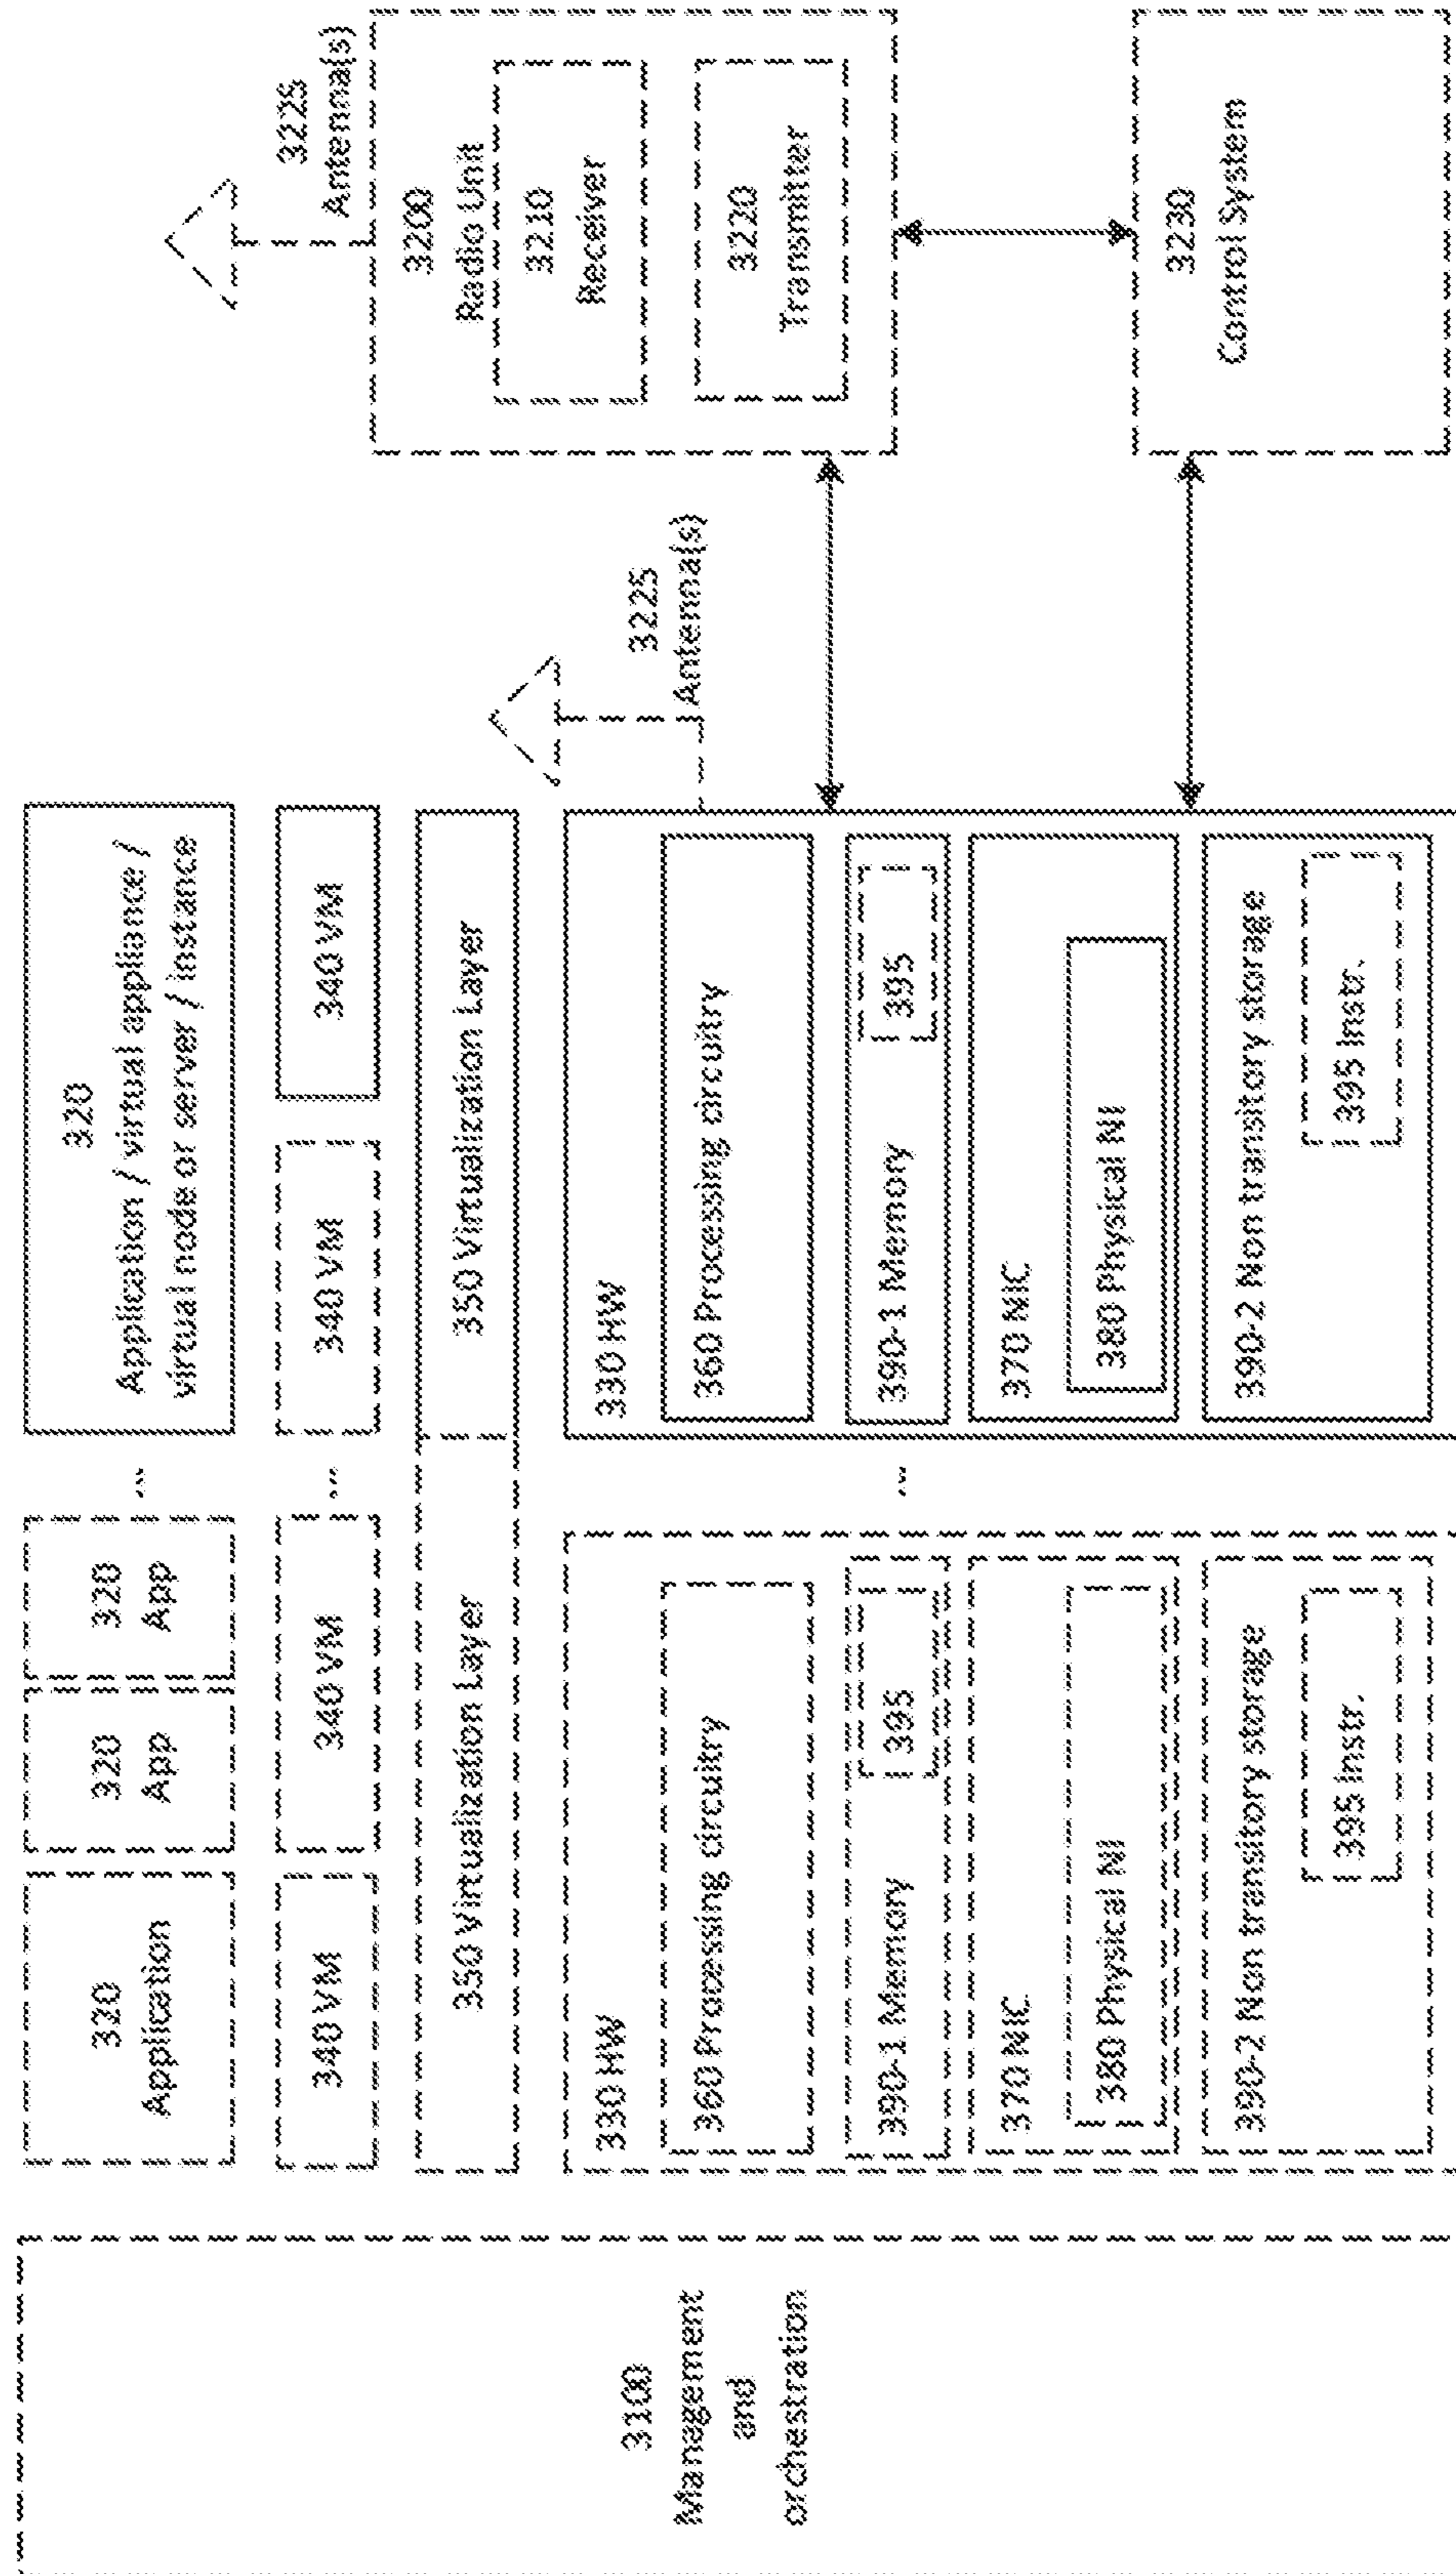 3100
Management
and
orchestration
320
Application
320
App
320
App
...
320
Application / virtual appliance /
virtual node or server / instance
340 VM
340 VM
...
340 VM
340 VM
350 Virtualization Layer
350 Virtualization Layer
330 HW
360 Processing circuitry
390-1 Memory
395
370 NIC
380 Physical NI
390-2 Non transitory storage
395 Instr.
...
330 HW
360 Processing circuitry
390-1 Memory
395
370 NIC
380 Physical NI
390-2 Non transitory storage
395 Instr.
3225
Antenna(s)
3225
Antenna(s)
3200
Radio Unit
3210
Receiver
3220
Transmitter
3230
Control System